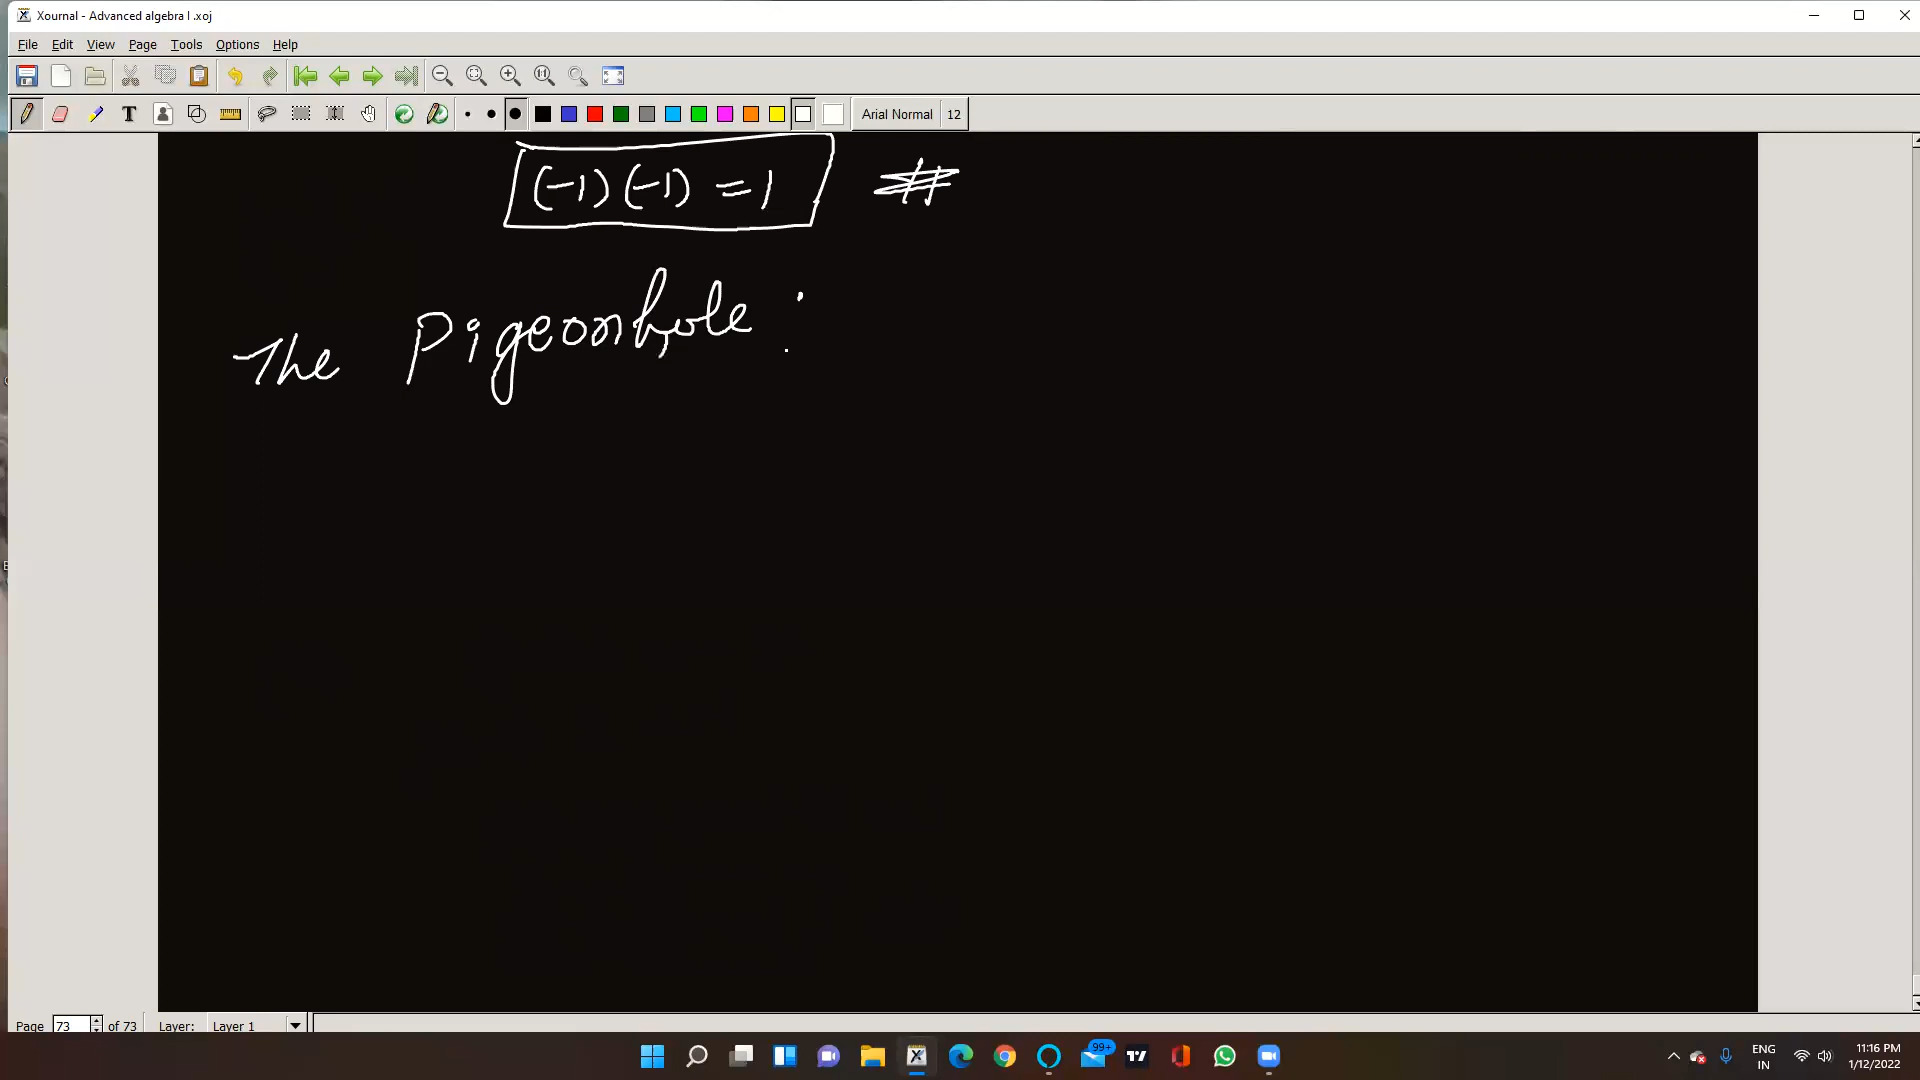 Xournal - Advanced algebra I .xoj
File Edit View Page Tools Options Help
Arial Normal 12
(-1) (-1) = 1 #
The Pigeonhole :
Page 73 of 73 Layer: Layer 1
99+
ENG
IN
11:16 PM
1/12/2022